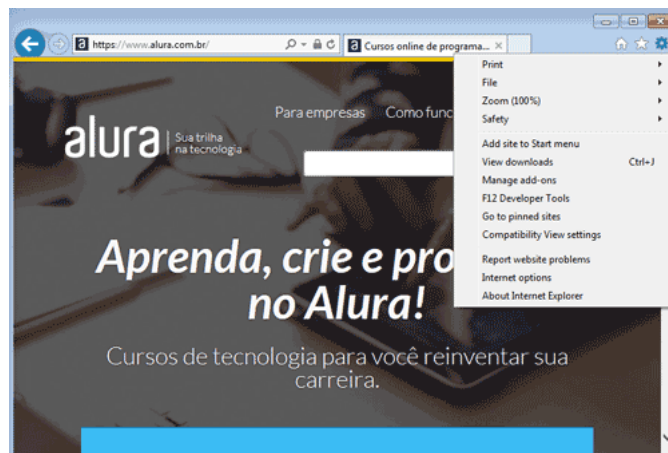 https://www.alura.com.br/
Cursos online de programa...
Print
File
Zoom (100%)
Safety
Add site to Start menu
View downloads Ctrl+J
Manage add-ons
F12 Developer Tools
Go to pinned sites
Compatibility View settings
Report website problems
Internet options
About Internet Explorer
Para empresas Como func
alura
Sua trilha
na tecnologia
Aprenda, crie e pro
no Alura!
Cursos de tecnologia para você reinventar sua
carreira.